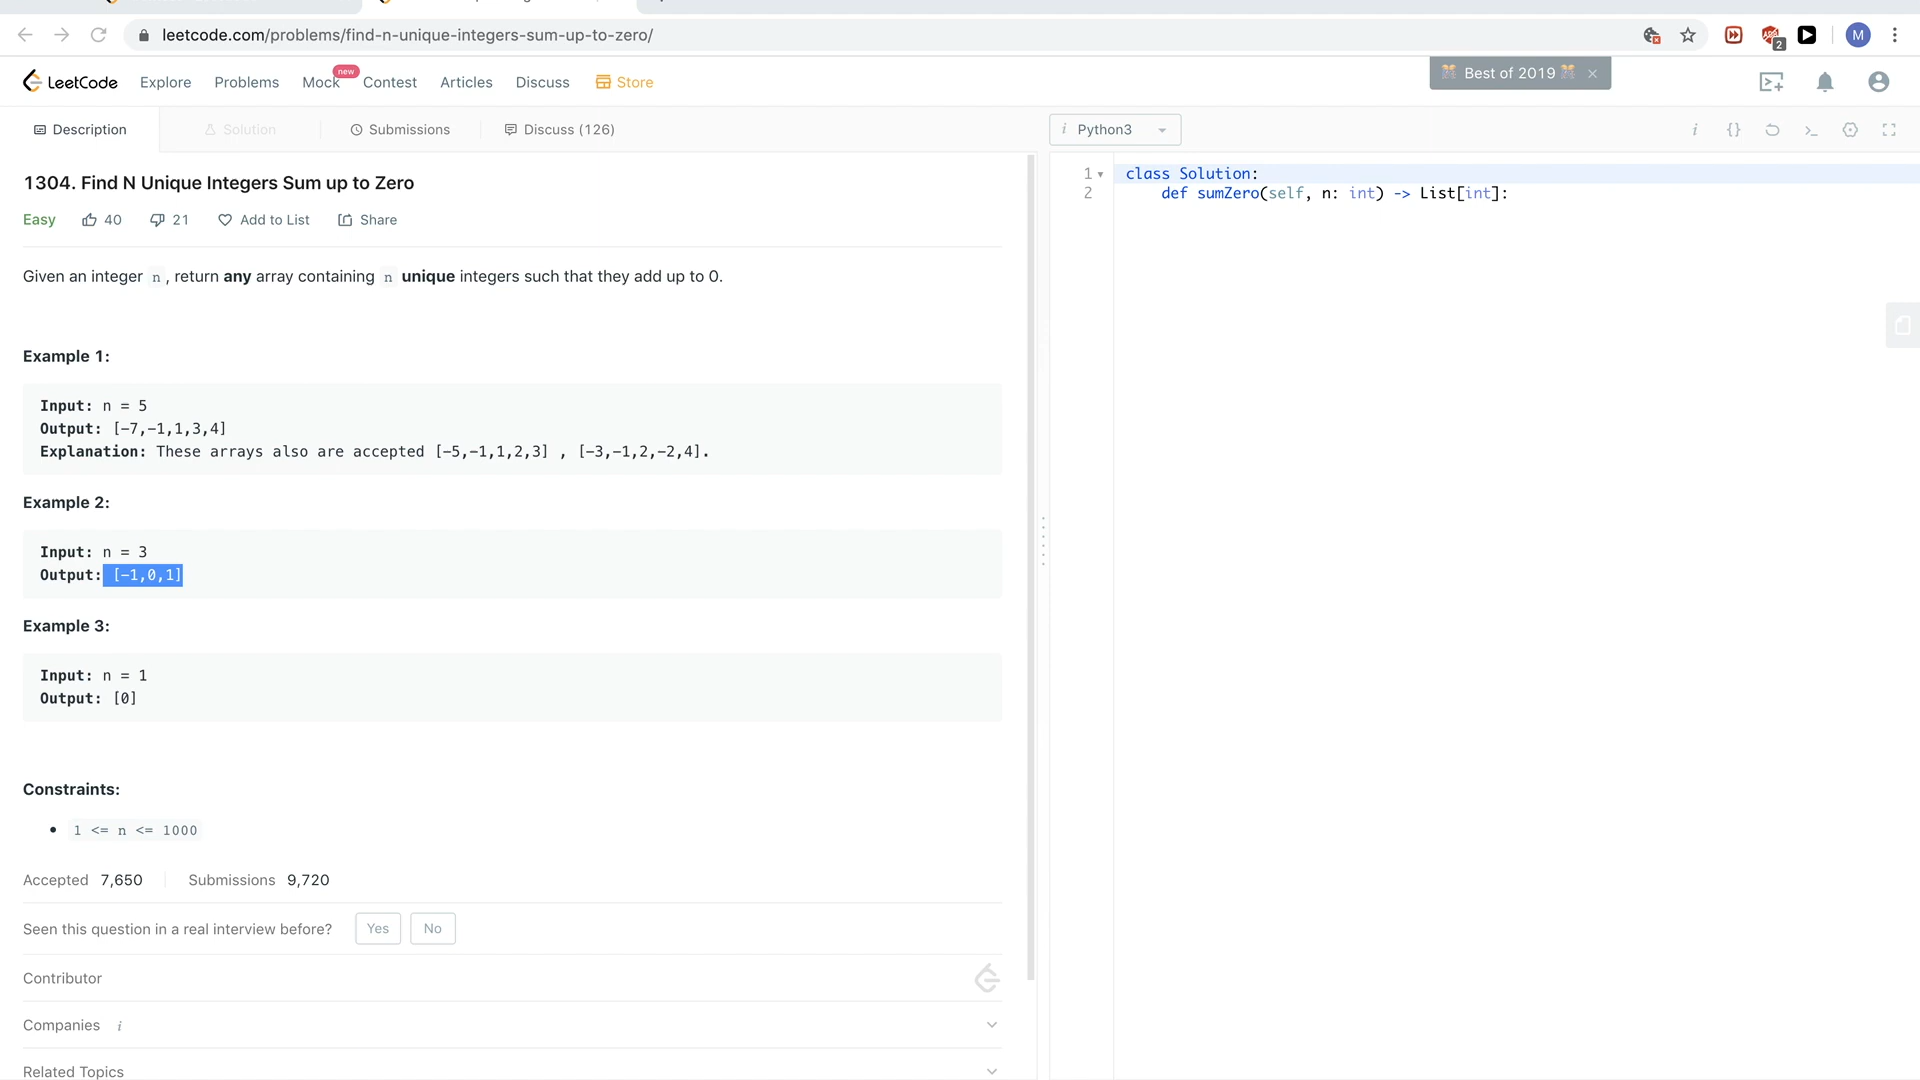 leetcode.com/problems/find-n-unique-integers-sum-up-to-zero/
2
M
LeetCode Explore Problems Mock new Contest Articles Discuss Store
Best of 2019 ×
Description Solution Submissions Discuss (126)
i Python3
i {} >_
1304. Find N Unique Integers Sum up to Zero
Easy 40 21 Add to List Share
Given an integer n, return any array containing n unique integers such that they add up to 0.
Example 1:
Input: n = 5
Output: [-7,-1,1,3,4]
Explanation: These arrays also are accepted [-5,-1,1,2,3] , [-3,-1,2,-2,4].
Example 2:
Input: n = 3
Output: [-1,0,1]
Example 3:
Input: n = 1
Output: [0]
Constraints:
• 1 <= n <= 1000
Accepted 7,650 Submissions 9,720
Seen this question in a real interview before? Yes No
Contributor
Companies i
Related Topics
1 class Solution:
2 def sumZero(self, n: int) -> List[int]: